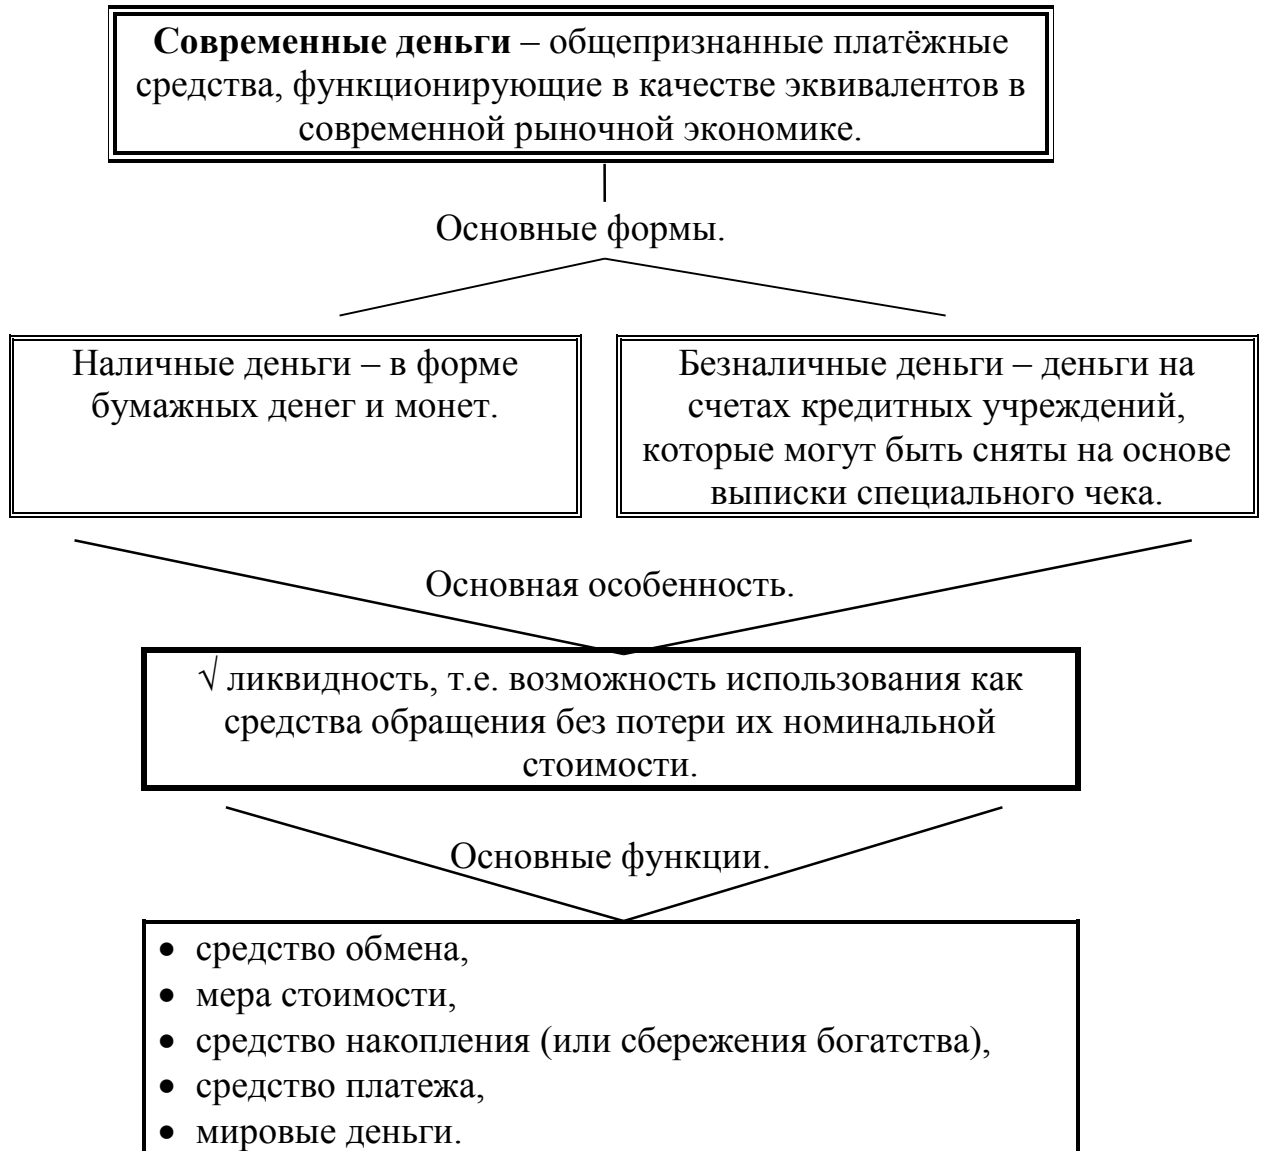 Современные деньги – общепризнанные платёжные
средства, функционирующие в качестве эквивалентов в
современной рыночной экономике.
Основные формы.
Наличные деньги – в форме
бумажных денег и монет.
Безналичные деньги – деньги на
счетах кредитных учреждений,
которые могут быть сняты на основе
выписки специального чека.
Основная особенность.
√ ликвидность, т.е. возможность использования как
средства обращения без потери их номинальной
стоимости.
Основные функции.
• средство обмена,
• мера стоимости,
• средство накопления (или сбережения богатства),
• средство платежа,
• мировые деньги.